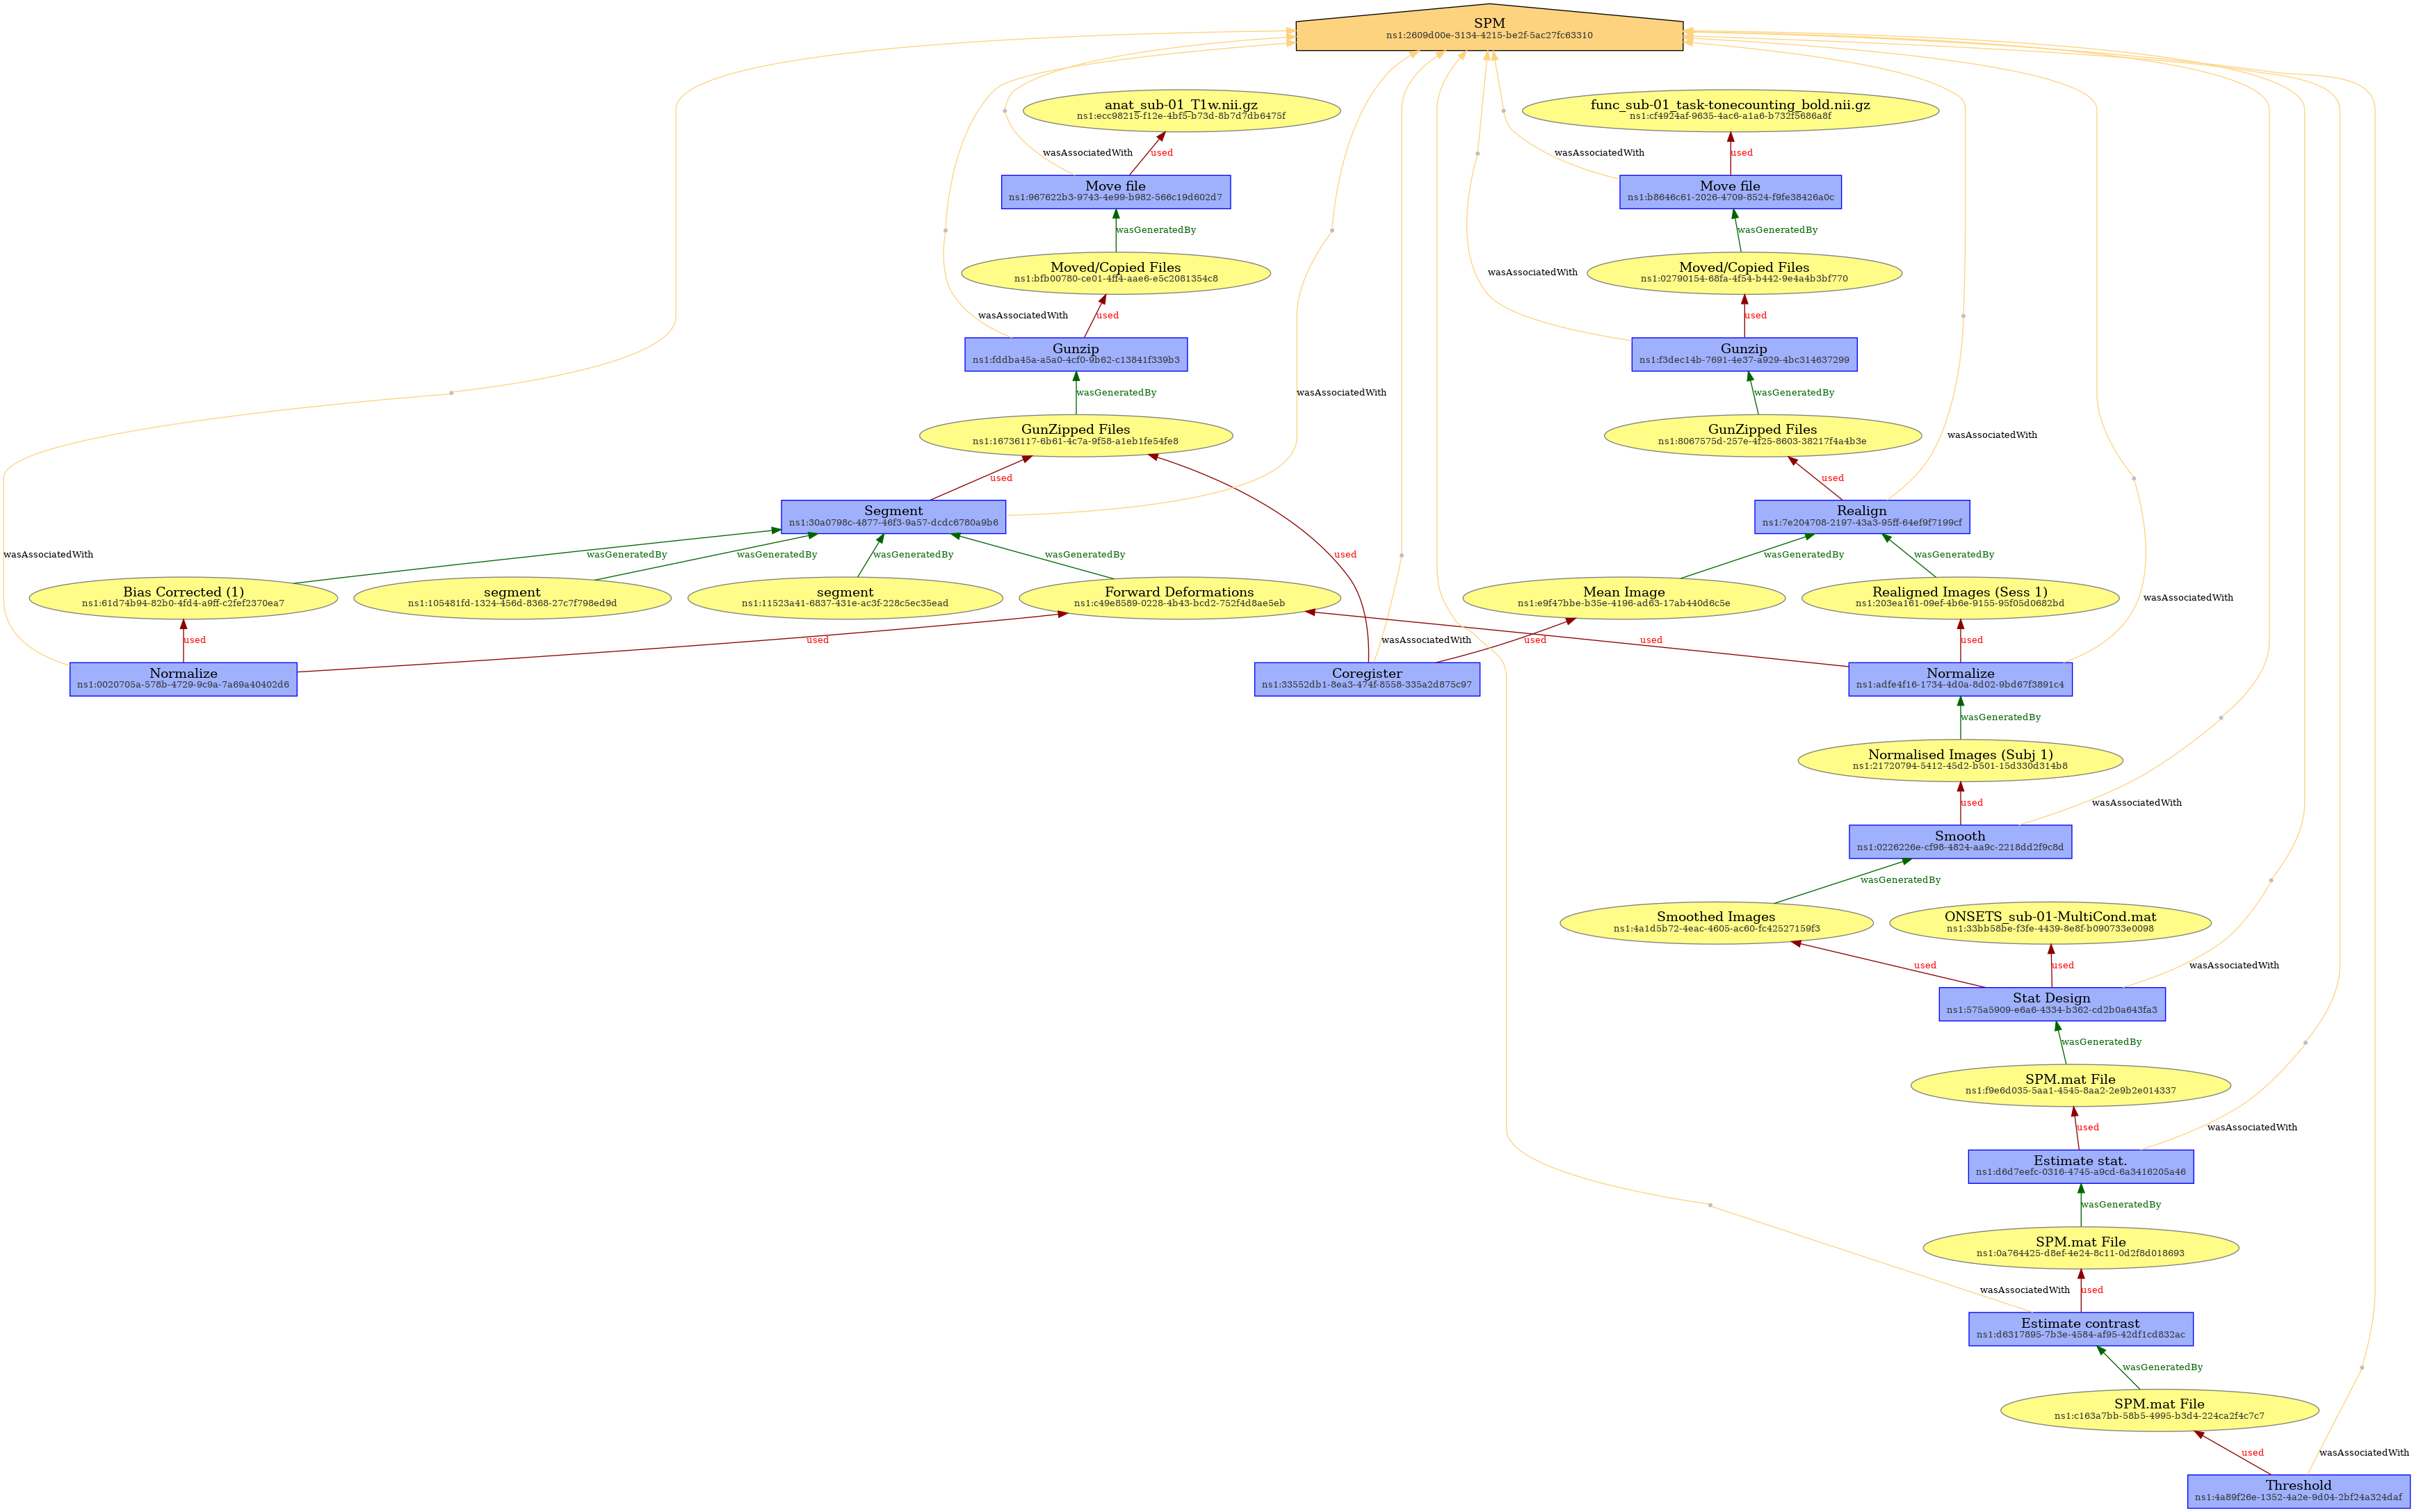 SPM
ns1:2609d00e-3134-4215-be2f-5ac27fc63310
anat_sub-01_T1w.nii.gz
ns1:ecc98215-f12e-4bf5-b73d-8b7d7db6475f
func_sub-01_task-tonecounting_bold.nii.gz
ns1:cf4924af-9635-4ac6-a1a6-b732f5686a8f
wasAssociatedWith
used
wasAssociatedWith
used
Move file
ns1:967622b3-9743-4e99-b982-566c19d602d7
Move file
ns1:b8646c61-2026-4709-8524-f9fe38426a0c
wasGeneratedBy
wasGeneratedBy
Moved/Copied Files
ns1:bfb00780-ce01-4ff4-aae6-e5c2081354c8
wasAssociatedWith
Moved/Copied Files
ns1:02790154-68fa-4f54-b442-9e4a4b3bf770
wasAssociatedWith
used
used
Gunzip
ns1:fddba45a-a5a0-4cf0-9b62-c13841f339b3
Gunzip
ns1:f3dec14b-7691-4e37-a929-4bc314637299
wasGeneratedBy
wasAssociatedWith
wasGeneratedBy
GunZipped Files
ns1:16736117-6b61-4c7a-9f58-a1eb1fe54fe8
GunZipped Files
ns1:8067575d-257e-4f25-8603-38217f4a4b3e
wasAssociatedWith
used
used
Segment
ns1:30a0798c-4877-46f3-9a57-dcdc6780a9b6
Realign
ns1:7e204708-2197-43a3-95ff-64ef9f7199cf
wasAssociatedWith
wasGeneratedBy
wasGeneratedBy
wasGeneratedBy
wasGeneratedBy
used
wasGeneratedBy
wasGeneratedBy
Bias Corrected (1)
ns1:61d74b94-82b0-4fd4-a9ff-c2fef2370ea7
segment
ns1:105481fd-1324-456d-8368-27c7f798ed9d
segment
ns1:11523a41-6837-431e-ac3f-228c5ec35ead
Forward Deformations
ns1:c49e8589-0228-4b43-bcd2-752f4d8ae5eb
Mean Image
ns1:e9f47bbe-b35e-4196-ad63-17ab440d6c5e
Realigned Images (Sess 1)
ns1:203ea161-09ef-4b6e-9155-95f05d0682bd
wasAssociatedWith
used
used
wasAssociatedWith
used
used
used
Normalize
ns1:0020705a-578b-4729-9c9a-7a69a40402d6
Coregister
ns1:33552db1-8ea3-474f-8558-335a2d875c97
Normalize
ns1:adfe4f16-1734-4d0a-8d02-9bd67f3891c4
wasGeneratedBy
Normalised Images (Subj 1)
ns1:21720794-5412-45d2-b501-15d330d314b8
used
wasAssociatedWith
Smooth
ns1:0226226e-cf98-4824-aa9c-2218dd2f9c8d
wasGeneratedBy
Smoothed Images
ns1:4a1d5b72-4eac-4605-ac60-fc42527159f3
ONSETS_sub-01-MultiCond.mat
ns1:33bb58be-f3fe-4439-8e8f-b090733e0098
used
used
wasAssociatedWith
Stat Design
ns1:575a5909-e6a6-4334-b362-cd2b0a643fa3
wasGeneratedBy
SPM.mat File
ns1:f9e6d035-5aa1-4545-8aa2-2e9b2e014337
used
wasAssociatedWith
Estimate stat.
ns1:d6d7eefc-0316-4745-a9cd-6a3416205a46
wasGeneratedBy
SPM.mat File
ns1:0a764425-d8ef-4e24-8c11-0d2f8d018693
wasAssociatedWith
used
Estimate contrast
ns1:d6317895-7b3e-4584-af95-42df1cd832ac
wasGeneratedBy
SPM.mat File
ns1:c163a7bb-58b5-4995-b3d4-224ca2f4c7c7
used
wasAssociatedWith
Threshold
ns1:4a89f26e-1352-4a2e-9d04-2bf24a324daf